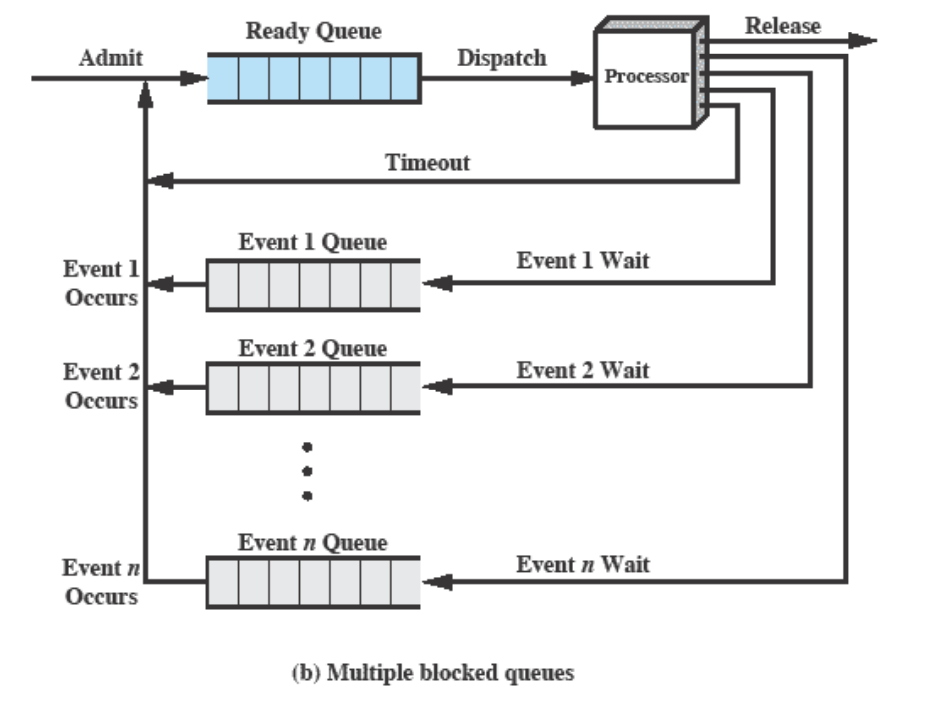 Ready Queue
Release
Admit
Dispatch
Processor
Timeout
Event 1 Queue
Event 1 Wait
Event 1
Occurs
Event 2 Queue
Event 2 Wait
Event 2
Occurs
Event n Queue
Event n Wait
Event n
Occurs
(b) Multiple blocked queues